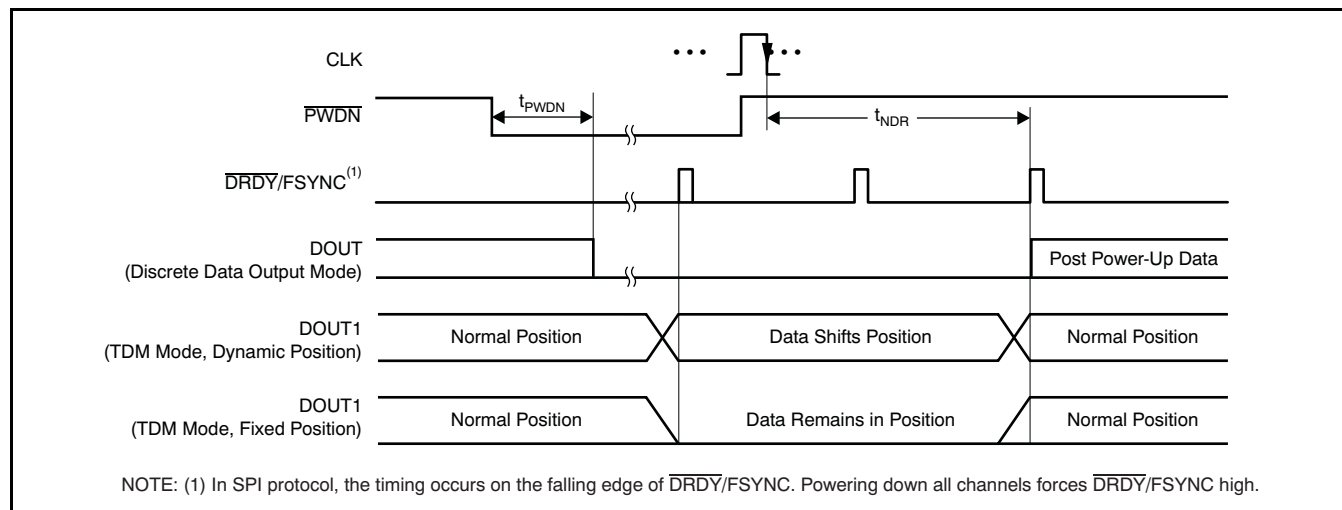 CLK
PWDN
tPWDN
tNDR
DRDY/FSYNC(1)
DOUT
(Discrete Data Output Mode)
Post Power-Up Data
DOUT1
(TDM Mode, Dynamic Position)
Normal Position
Data Shifts Position
Normal Position
DOUT1
(TDM Mode, Fixed Position)
Normal Position
Data Remains in Position
Normal Position
NOTE: (1) In SPI protocol, the timing occurs on the falling edge of DRDY/FSYNC. Powering down all channels forces DRDY/FSYNC high.